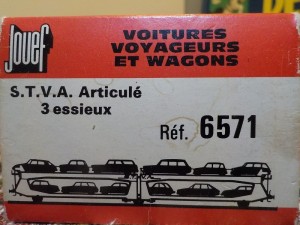 Jouef
VOITURES
VOYAGEURS
ET WAGONS
S.T.V.A. Articulé
3 essieux
Réf. 6571